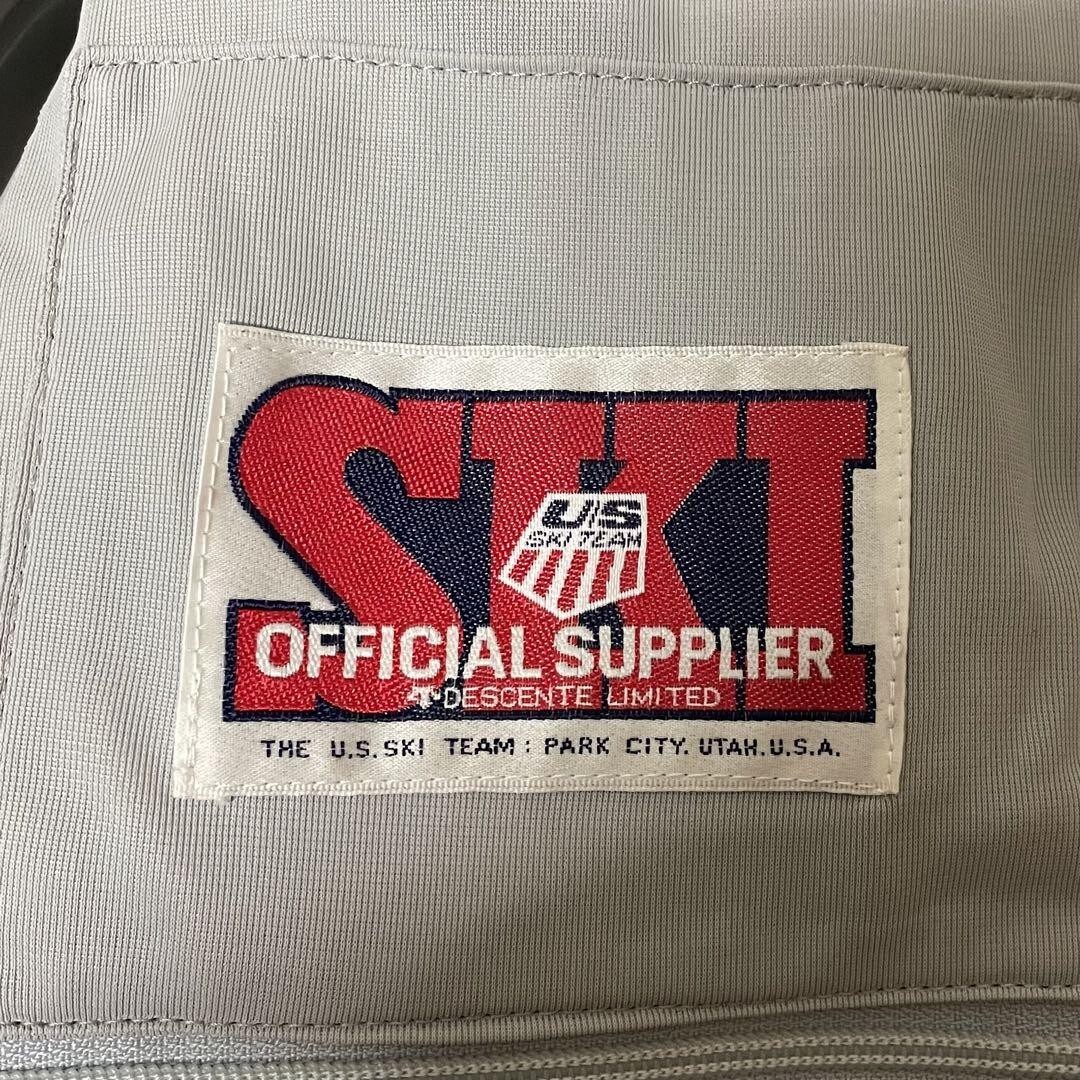 SKI
US
SKI TEAM
OFFICIAL SUPPLIER
DESCENTE LIMITED
THE U.S. SKI TEAM : PARK CITY. UTAH. U.S.A.